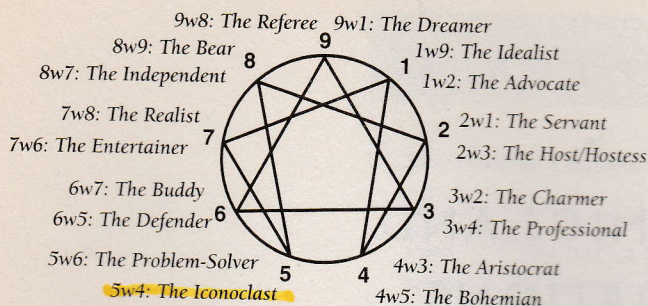 9w8: The Referee
9w1: The Dreamer
8w9: The Bear
1w9: The Idealist
8w7: The Independent
1w2: The Advocate
7w8: The Realist
2w1: The Servant
7w6: The Entertainer
2w3: The Host/Hostess
6w7: The Buddy
3w2: The Charmer
6w5: The Defender
3w4: The Professional
5w6: The Problem-Solver
4w3: The Aristocrat
5w4: The Iconoclast
4w5: The Bohemian
9
8
1
7
2
6
3
5
4